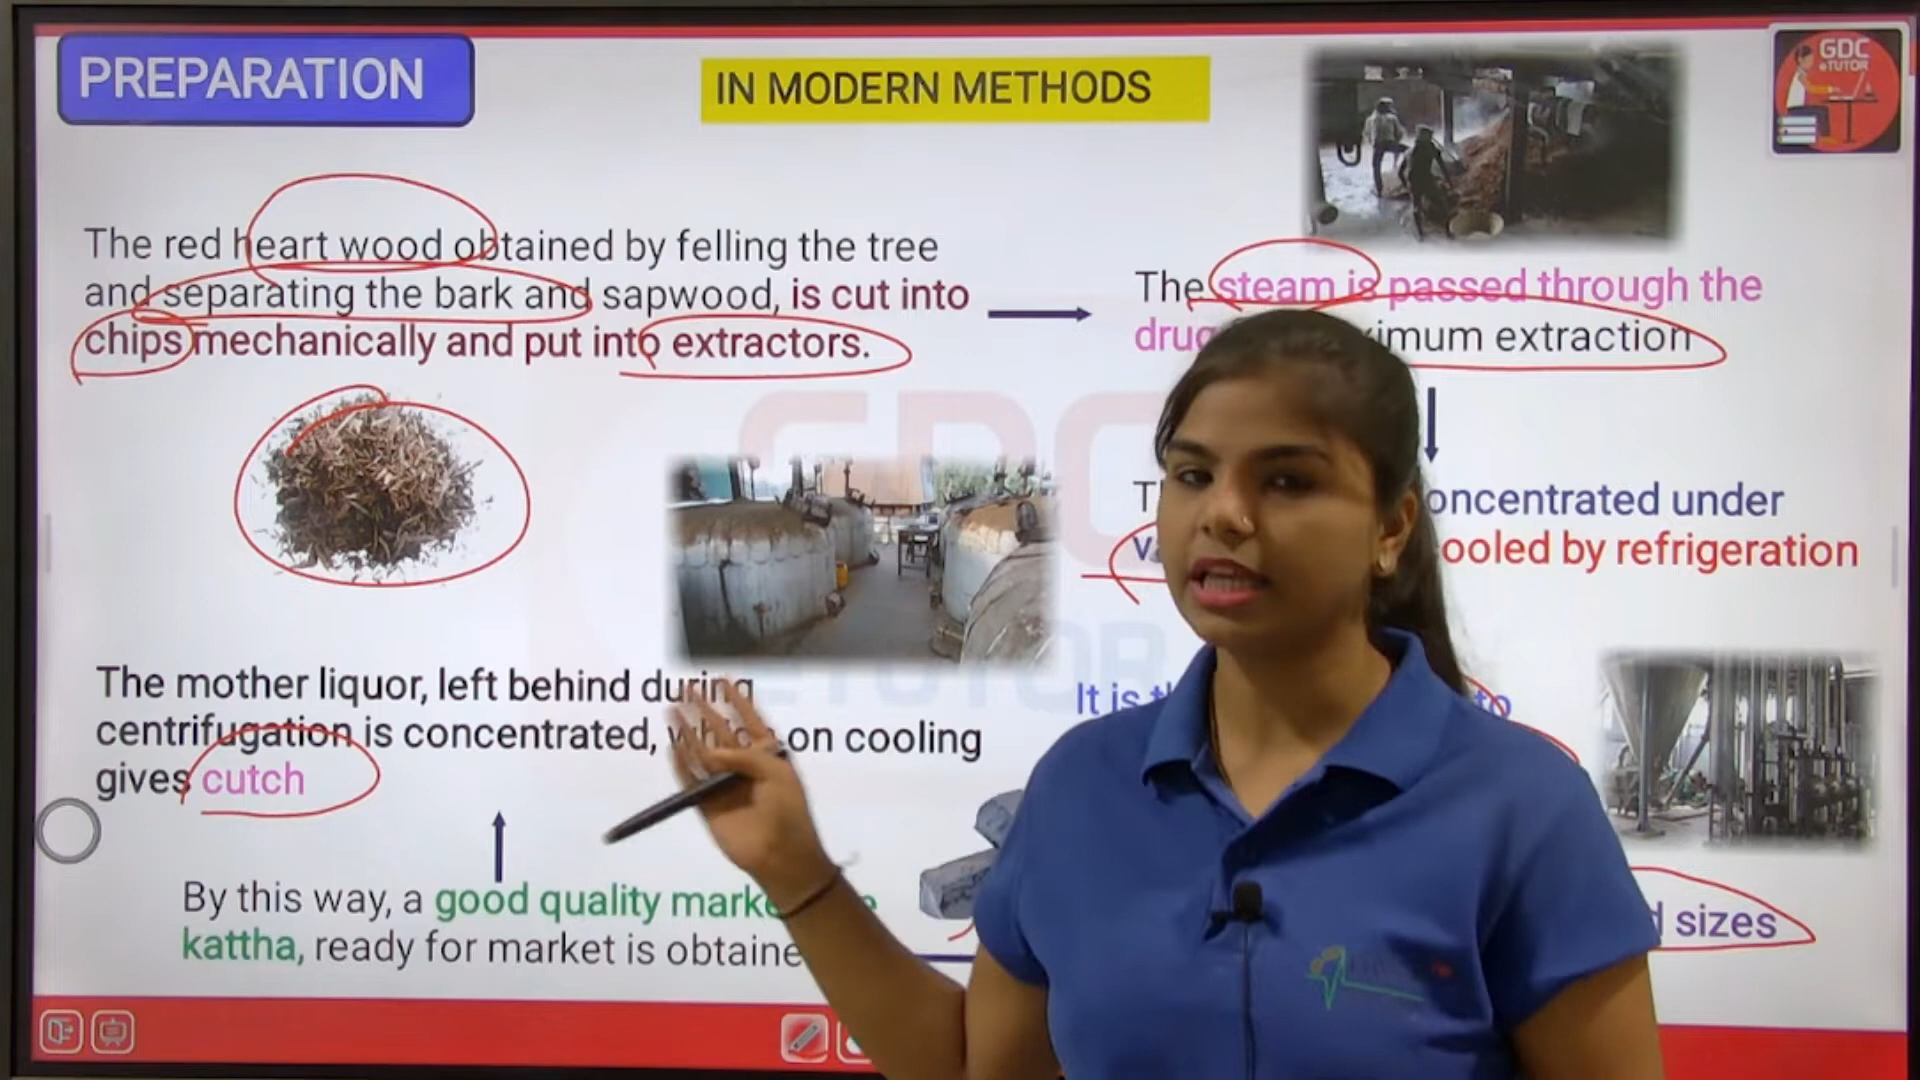 PREPARATION
IN MODERN METHODS
GDC
eTUTOR
The red heart wood obtained by felling the tree
and separating the bark and sapwood, is cut into
chips mechanically and put into extractors.
The steam is passed through the
imum extraction
oncentrated under
ooled by refrigeration
The mother liquor, left behind during
centrifugation is concentrated, which on cooling
gives cutch
It is
to
By this way, a good quality
kattha, ready for market is obtaine
sizes